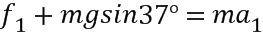 f₁ + mgsin37° = ma₁